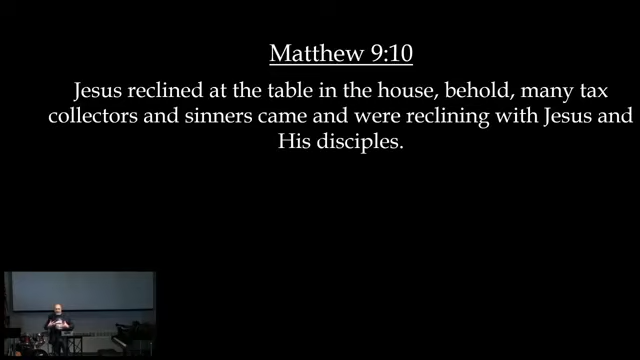 Matthew 9:10
Jesus reclined at the table in the house, behold, many tax
collectors and sinners came and were reclining with Jesus and
His disciples.